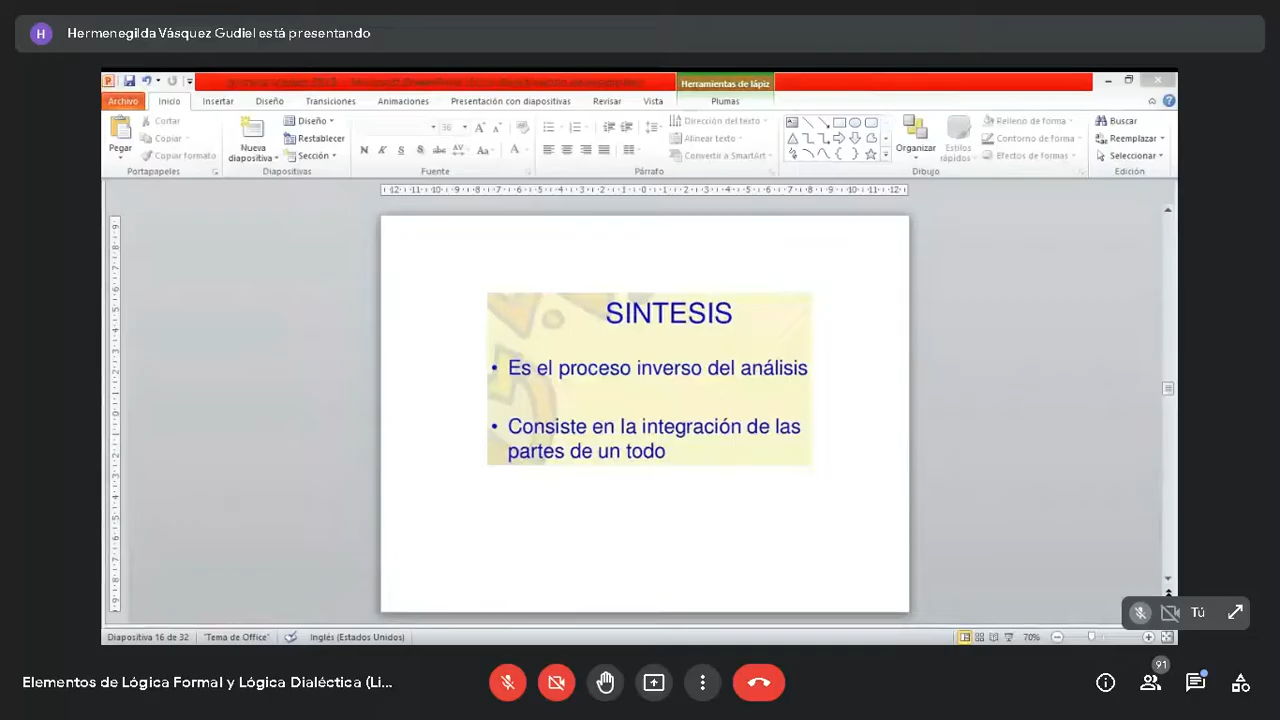 H Hermenegilda Vásquez Gudiel está presentando
Herramientas de lápiz
Archivo Inicio Insertar Diseño Transiciones Animaciones Presentación con diapositivas Revisar Vista Plumas
Pegar
Cortar
Copiar
Copiar formato
Portapapeles
Nueva
diapositiva
Diseño
Restablecer
Sección
Diapositivas
36
N K S S abc AV Aa A
Fuente
Dirección del texto
Alinear texto
Convertir a SmartArt
Párrafo
Organizar
Estilos
rápidos
Relleno de forma
Contorno de forma
Efectos de formas
Dibujo
Buscar
Reemplazar
Seleccionar
Edición
SINTESIS
• Es el proceso inverso del análisis
• Consiste en la integración de las
partes de un todo
Tú
Diapositiva 16 de 32 "Tema de Office" Inglés (Estados Unidos) 70%
Elementos de Lógica Formal y Lógica Dialéctica (Li...
91